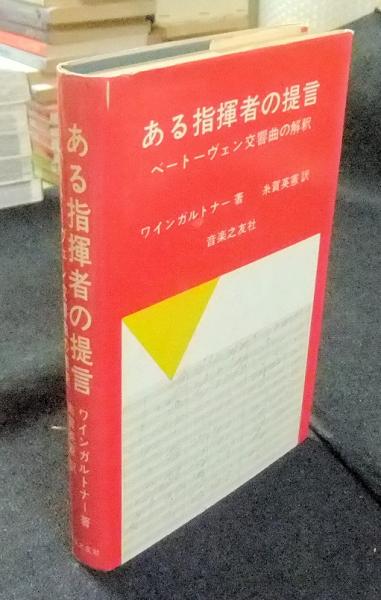 ある指揮者の提言
ベートーヴェン交響曲の解釈
ワインガルトナー著
糸賀英憲訳
音楽之友社
ある指揮者の提言
ワインガルトナー著